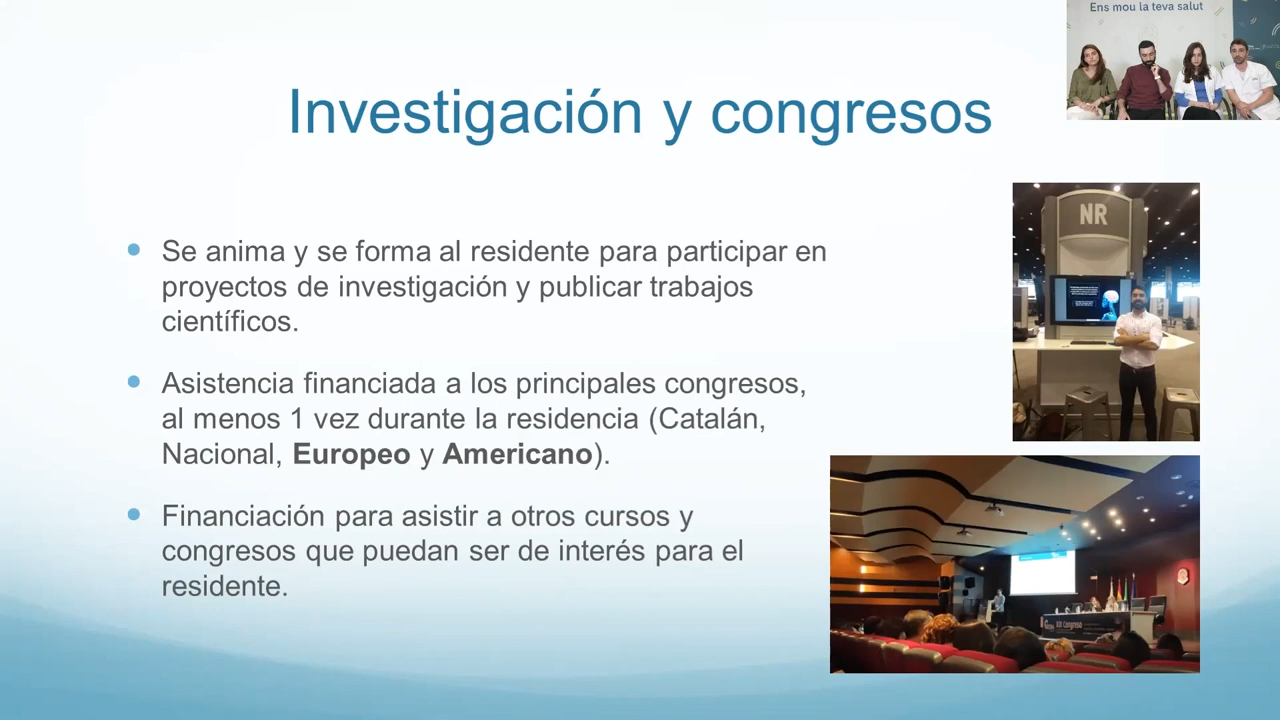 Ens mou la teva salut
Investigación y congresos
NR
Se anima y se forma al residente para participar en
proyectos de investigación y publicar trabajos
científicos.
Asistencia financiada a los principales congresos,
al menos 1 vez durante la residencia (Catalán,
Nacional, Europeo y Americano).
Financiación para asistir a otros cursos y
congresos que puedan ser de interés para el
residente.
Congreso